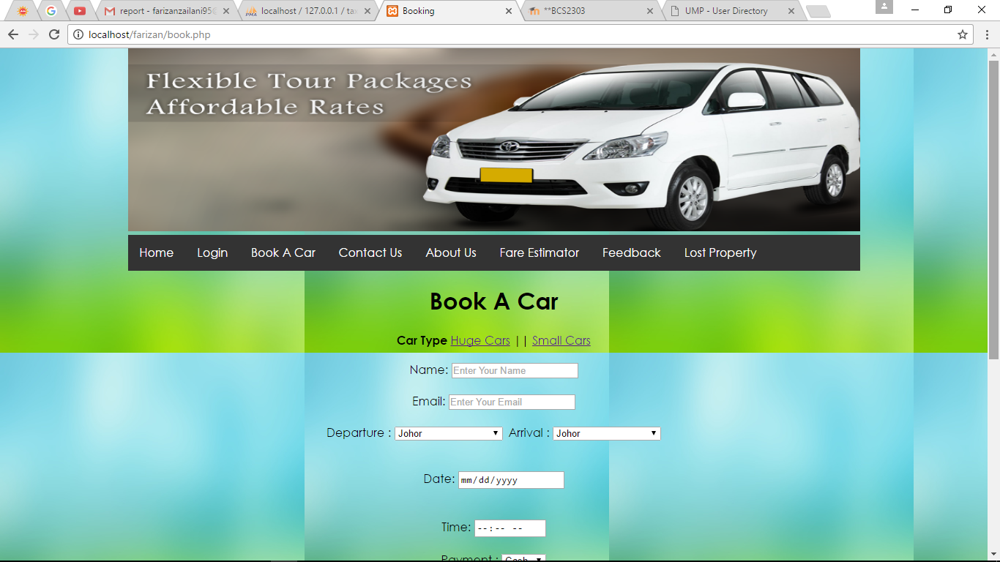 report - farizanzailani95@
localhost / 127.0.0.1 / ta
Booking
**BCS2303
UMP - User Directory
localhost/farizan/book.php
Flexible Tour Packages
Affordable Rates
Home Login Book A Car Contact Us About Us Fare Estimator Feedback Lost Property
Book A Car
Car Type Huge Cars || Small Cars
Name: Enter Your Name
Email: Enter Your Email
Departure : Johor Arrival : Johor
Date: mm/dd/yyyy
Time: --:-- --
Payment : Cash